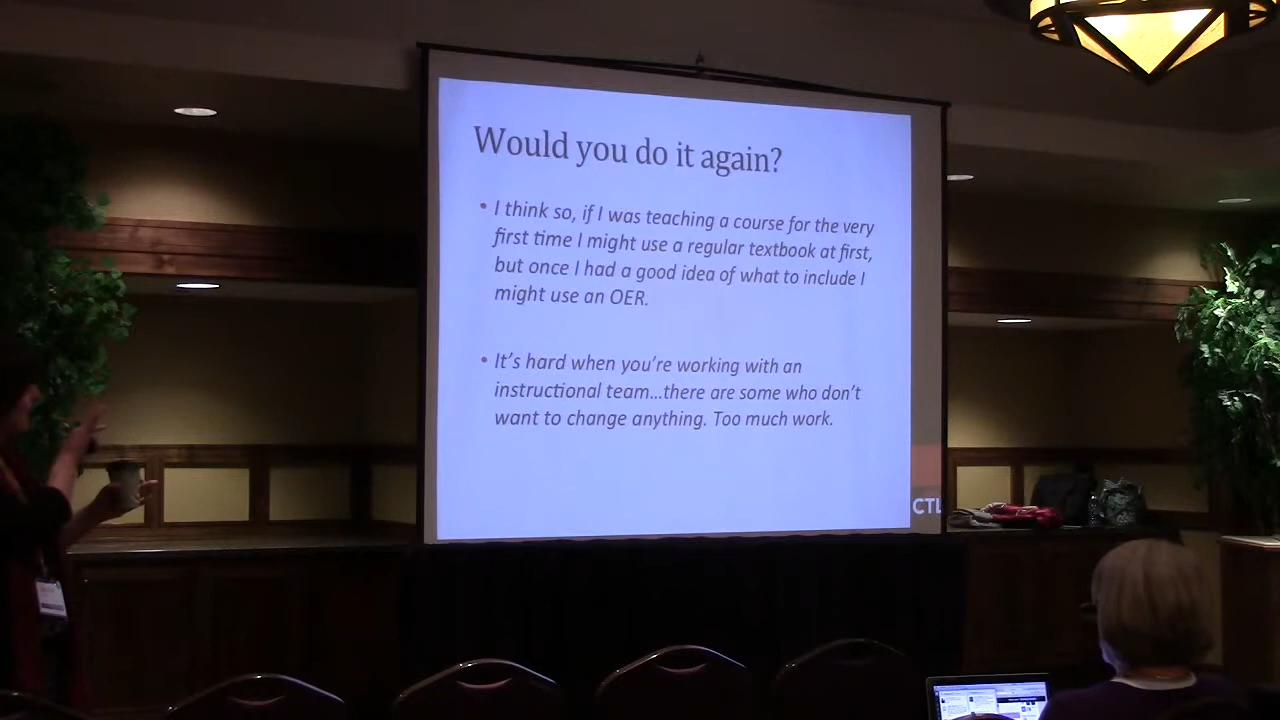 Would you do it again?
• I think so, if I was teaching a course for the very
first time I might use a regular textbook at first,
but once I had a good idea of what to include I
might use an OER.
• It's hard when you're working with an
instructional team...there are some who don't
want to change anything. Too much work.
CTL